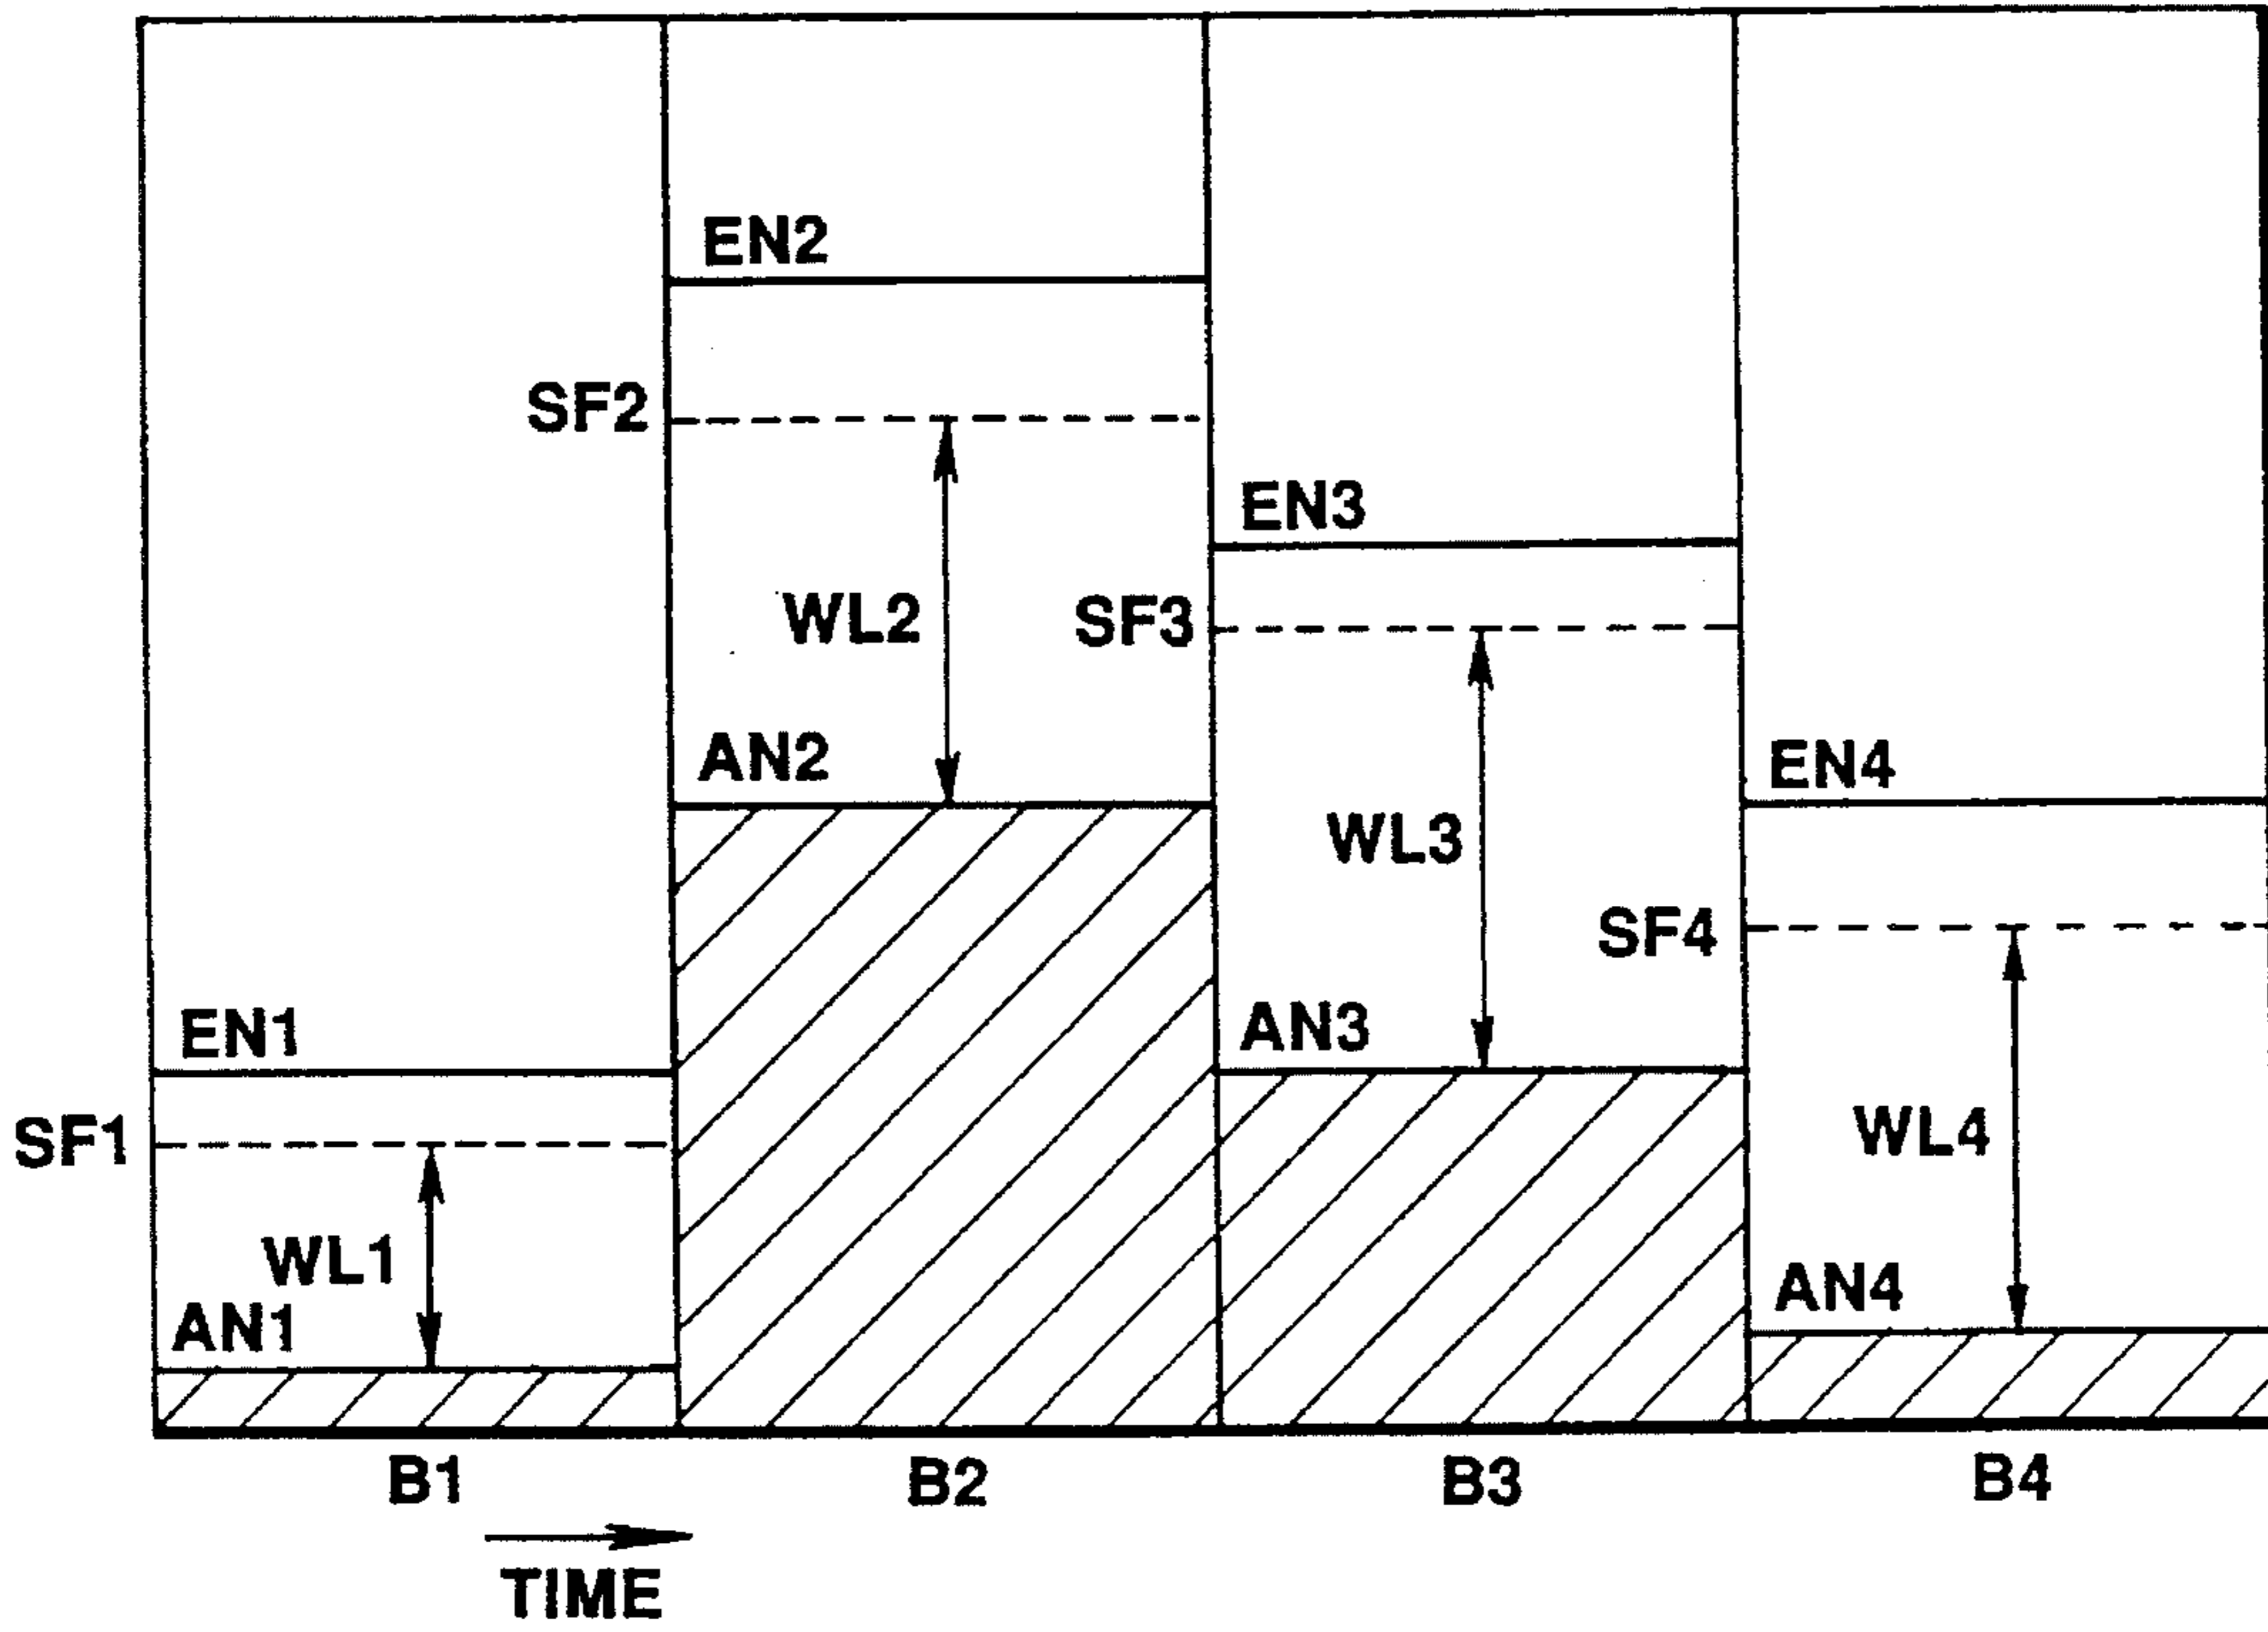 EN2
SF2
EN3
WL2
SF3
AN2
EN4
WL3
SF4
EN1
AN3
SF1
WL4
WL1
AN1
AN4
B1
B2
B3
B4
TIME